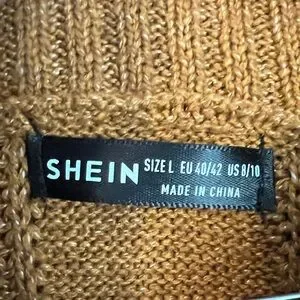 SHEIN
SIZE L EU 40/42 US 8/10
MADE IN CHINA